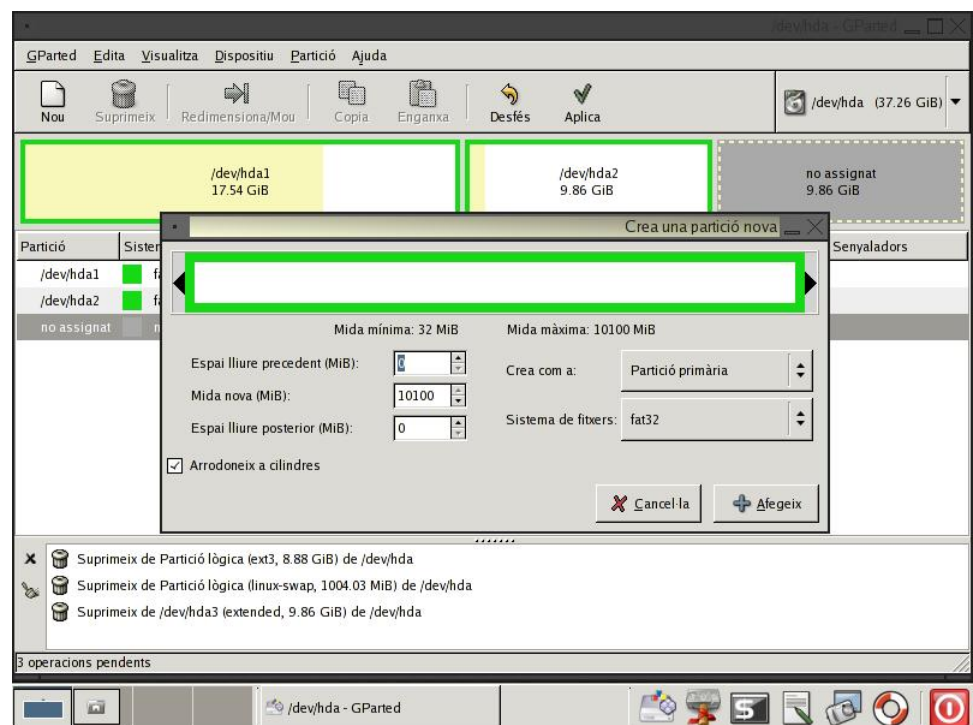 /dev/hda - GParted
GParted Edita Visualitza Dispositiu Partició Ajuda
Nou Suprimeix Redimensiona/Mou Copia Enganxa Desfés Aplica /dev/hda (37.26 GiB)
/dev/hda1
17.54 GiB
/dev/hda2
9.86 GiB
no assignat
9.86 GiB
Partició Senyaladors
/dev/hda1
/dev/hda2
no assignat
Crea una partició nova
Mida mínima: 32 MiB Mida màxima: 10100 MiB
Espai lliure precedent (MiB): 0
Mida nova (MiB): 10100
Espai lliure posterior (MiB): 0
Crea com a: Partició primària
Sistema de fitxers: fat32
Arrodoneix a cilindres
Cancel·la Afegeix
Suprimeix de Partició lògica (ext3, 8.88 GiB) de /dev/hda
Suprimeix de Partició lògica (linux-swap, 1004.03 MiB) de /dev/hda
Suprimeix de /dev/hda3 (extended, 9.86 GiB) de /dev/hda
3 operacions pendents
/dev/hda - GParted